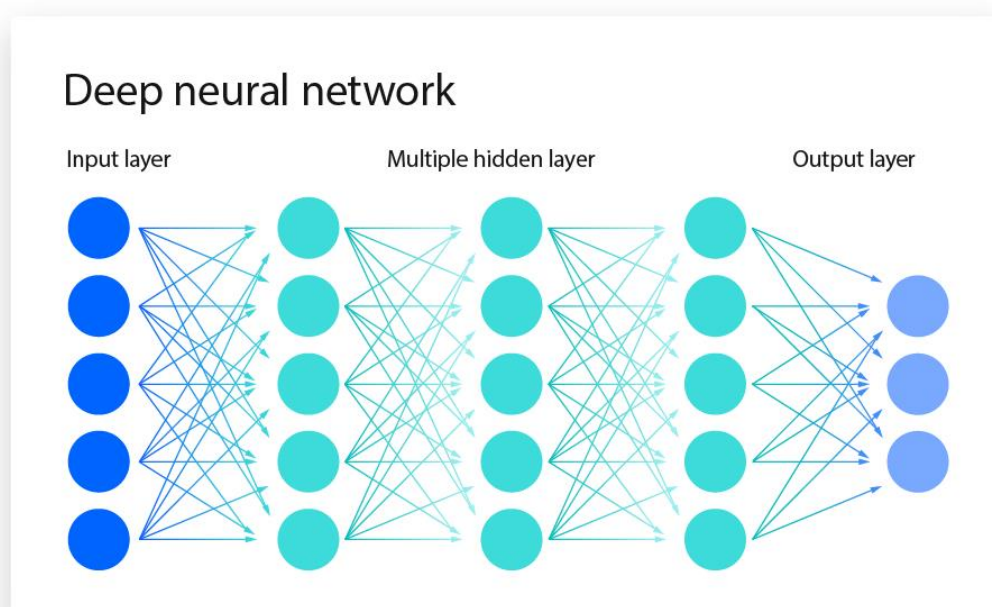 Deep neural network
Input layer
Multiple hidden layer
Output layer